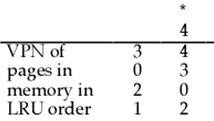 *
4
VPN of 3 4
pages in 0 3
memory in 2 0
LRU order 1 2